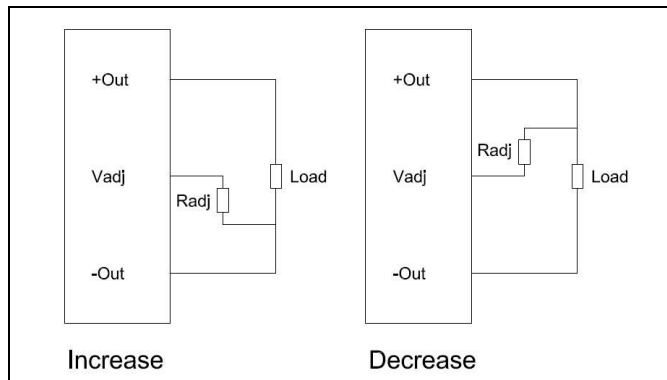 +Out
Vadj
Radj
Load
-Out
Increase
+Out
Radj
Vadj
Load
-Out
Decrease